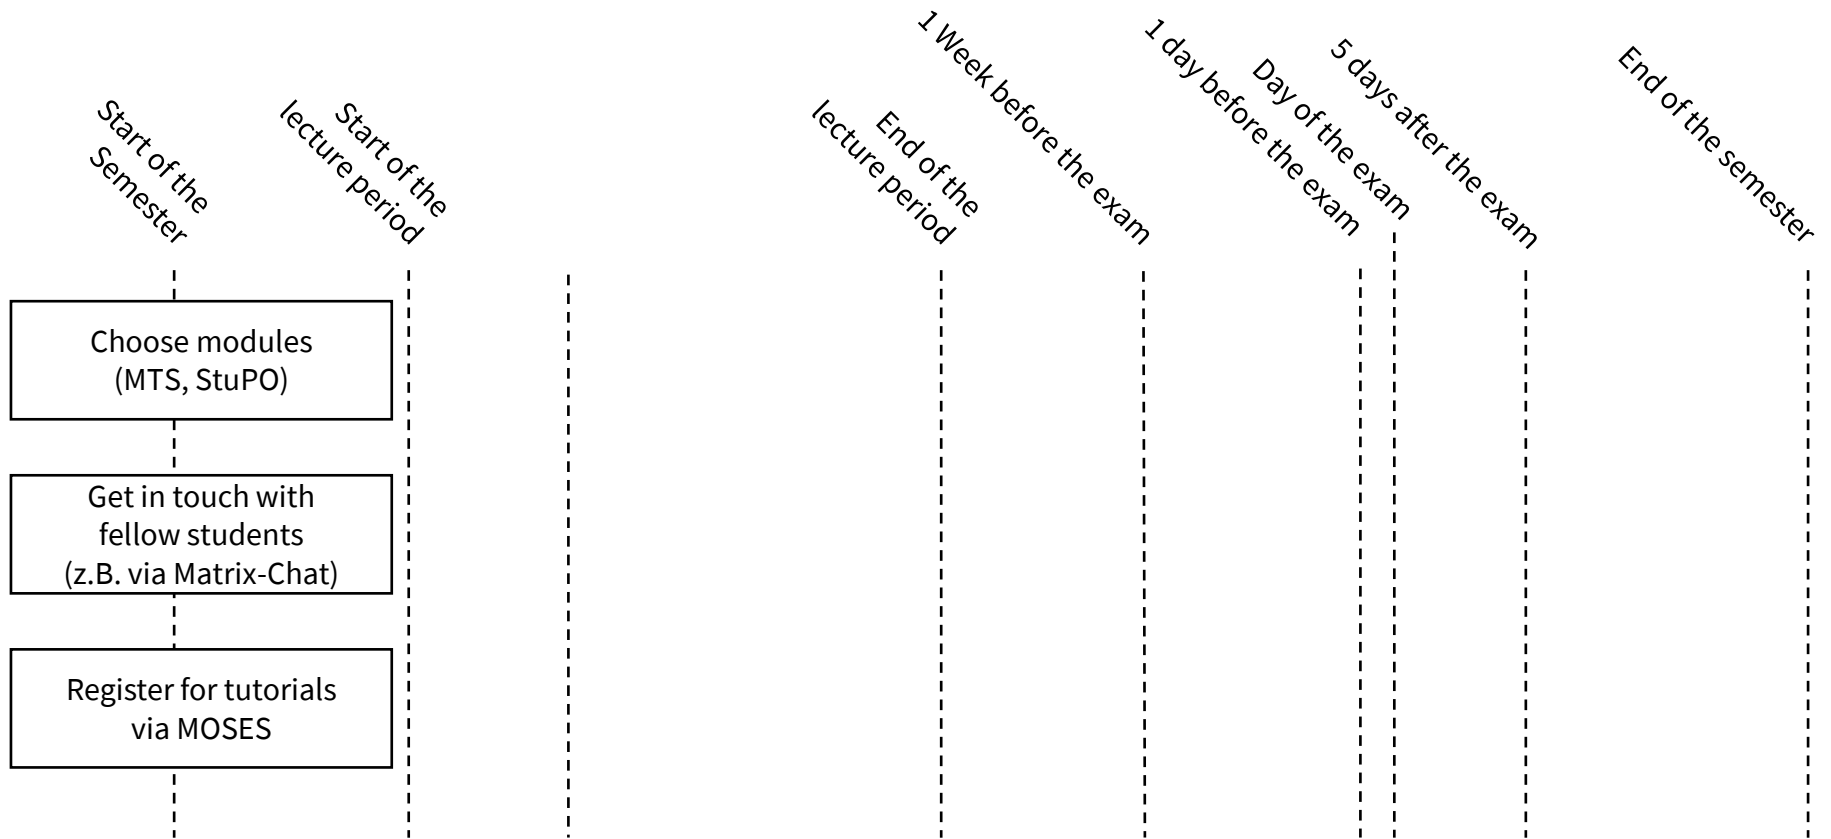 Start of the
Semester
Start of the
lecture period
End of the
lecture period
1 Week before the exam
1 day before the exam
Day of the exam
5 days after the exam
End of the semester
Choose modules
(MTS, StuPO)
Get in touch with
fellow students
(z.B. via Matrix-Chat)
Register for tutorials
via MOSES